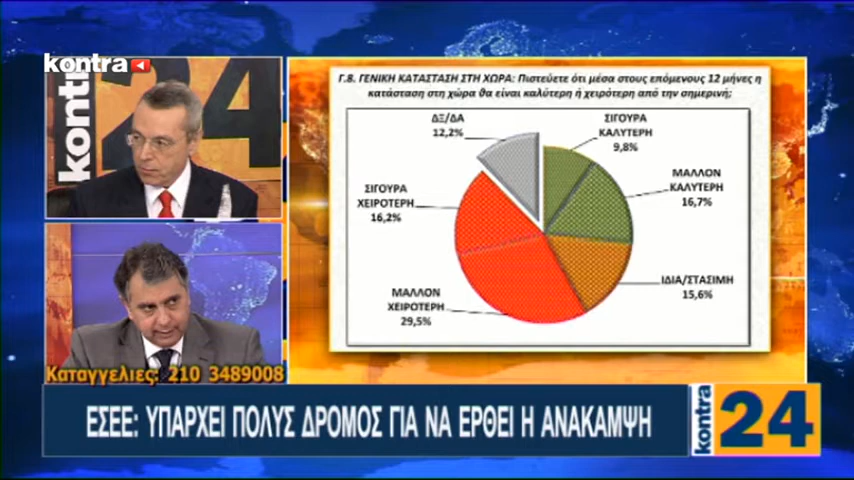 kontra
kontra
24
Γ.8. ΓΕΝΙΚΗ ΚΑΤΑΣΤΑΣΗ ΣΤΗ ΧΩΡΑ: Πιστεύετε ότι μέσα στους επόμενους 12 μήνες η
κατάσταση στη χώρα θα είναι καλύτερη ή χειρότερη από την σημερινή;
ΔΞ/ΔΑ
12,2%
ΣΙΓΟΥΡΑ
ΚΑΛΥΤΕΡΗ
9,8%
ΜΑΛΛΟΝ
ΚΑΛΥΤΕΡΗ
16,7%
ΙΔΙΑ/ΣΤΑΣΙΜΗ
15,6%
ΜΑΛΛΟΝ
ΧΕΙΡΟΤΕΡΗ
29,5%
ΣΙΓΟΥΡΑ
ΧΕΙΡΟΤΕΡΗ
16,2%
Καταγγελιες: 210 3489008
ΕΣΕΕ: ΥΠΑΡΧΕΙ ΠΟΛΥΣ ΔΡΟΜΟΣ ΓΙΑ ΝΑ ΕΡΘΕΙ Η ΑΝΑΚΑΜΨΗ
kontra
24